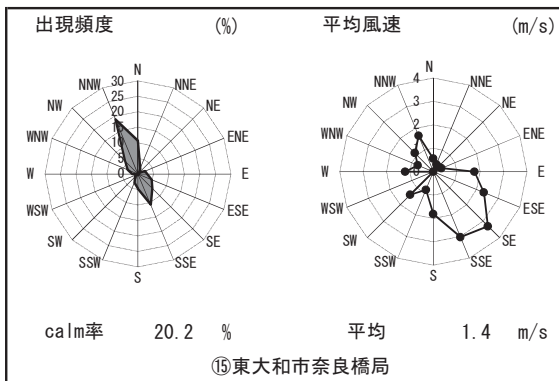 出現頻度 (%) 平均風速 (m/s)
N N
NNW 30 NNE NNW 4 NNE
25
NW 20 NE NW 3 NE
15
WNW 10 ENE WNW 2 ENE
5
W 0 E W 0 E
WSW ESE WSW ESE
SW SE SW SE
SSW SSE SSW SSE
S S
calm率 20.2 % 平均 1.4 m/s
⑮東大和市奈良橋局